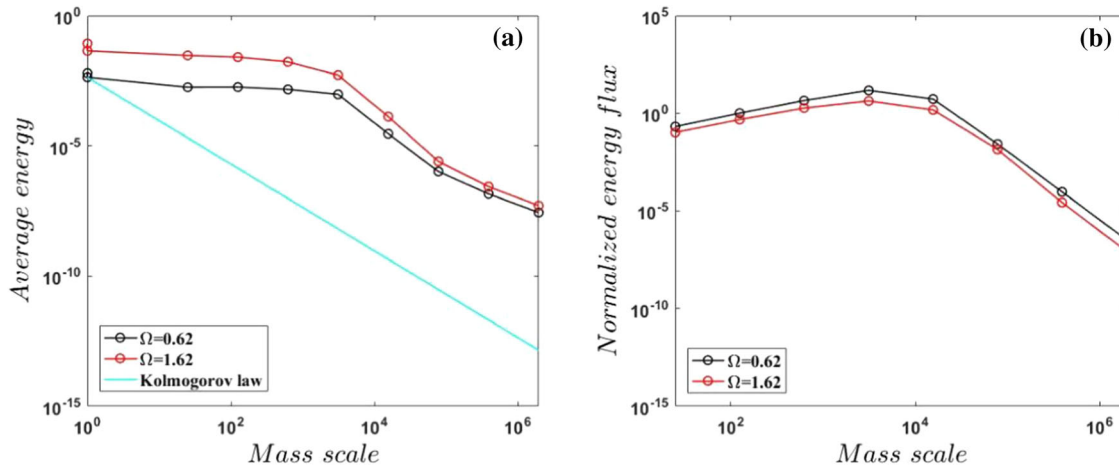 (a)
Average energy
10^0
10^-5
10^-10
10^-15
Ω=0.62
Ω=1.62
Kolmogorov law
10^0
10^2
10^4
10^6
Mass scale
(b)
Normalized energy flux
10^5
10^0
10^-5
10^-10
10^-15
Ω=0.62
Ω=1.62
10^2
10^4
10^6
Mass scale